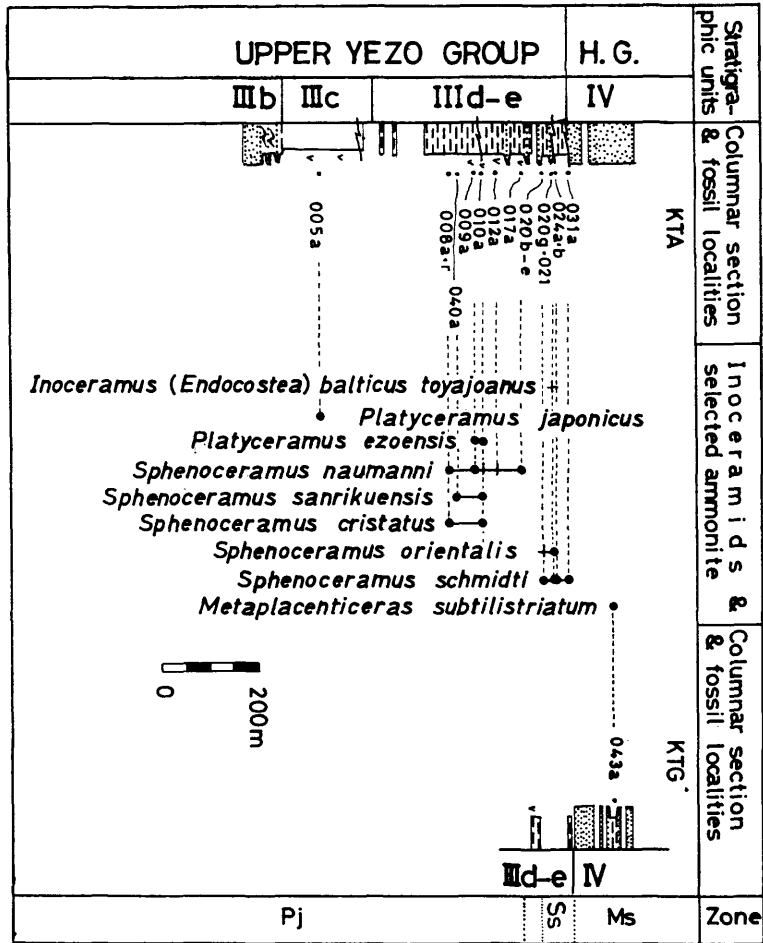 UPPER YEZO GROUP
H. G.
Stratigra-
phic units
Ⅲb
Ⅲc
Ⅲd-e
Ⅳ
Columnar section
& fossil localities
KTA
005a
008a·r
040a
009a
010a
012a
017a
020b-e
020g·021
024a·b
031a
Inoceramids &
selected ammonite
Inoceramus (Endocostea) balticus toyajoanus
Platyceramus japonicus
Platyceramus ezoensis
Sphenoceramus naumanni
Sphenoceramus sanrikuensis
Sphenoceramus cristatus
Sphenoceramus orientalis
Sphenoceramus schmidti
Metaplacenticeras subtilistriatum
0
200m
Columnar section
& fossil localities
KTG
043a
Ⅲd-e
Ⅳ
Pj
Ss
Ms
Zone